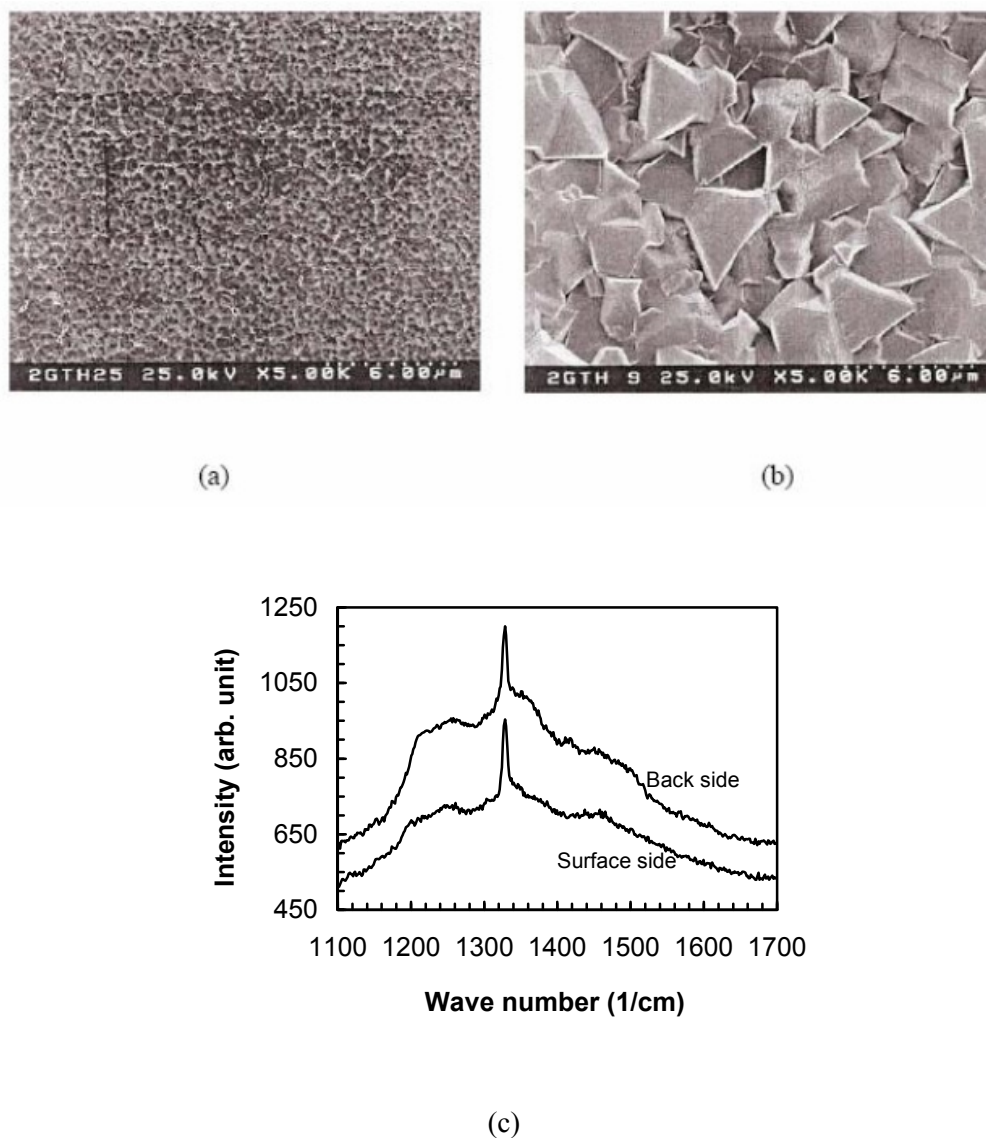 2GTH25 25.0kV X5.00K 6.00µm
2GTH 9 25.0kV X5.00K 6.00µm
(a)
(b)
1250
1050
850
650
450
Intensity (arb. unit)
Back side
Surface side
1100 1200 1300 1400 1500 1600 1700
Wave number (1/cm)
(c)